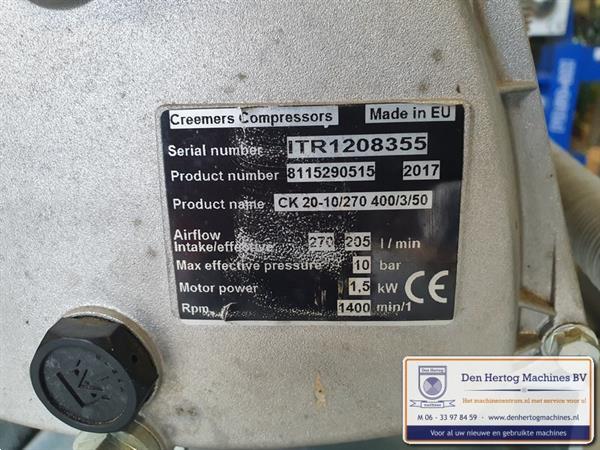 Creemers Compressors Made in EU
Serial number ITR1208355
Product number 8115290515 2017
Product name CK 20-10/270 400/3/50
Airflow
Intake/effective 270 205 l / min
Max effective pressure 10 bar
Motor power 1,5 kW
Rpm 1400 min/1
CE
Den Hertog Machines BV
Het machinecentrum.nl met service voor u!
M 06 - 33 97 84 59 - www.denhertogmachines.nl
Voor al uw nieuwe en gebruikte machines